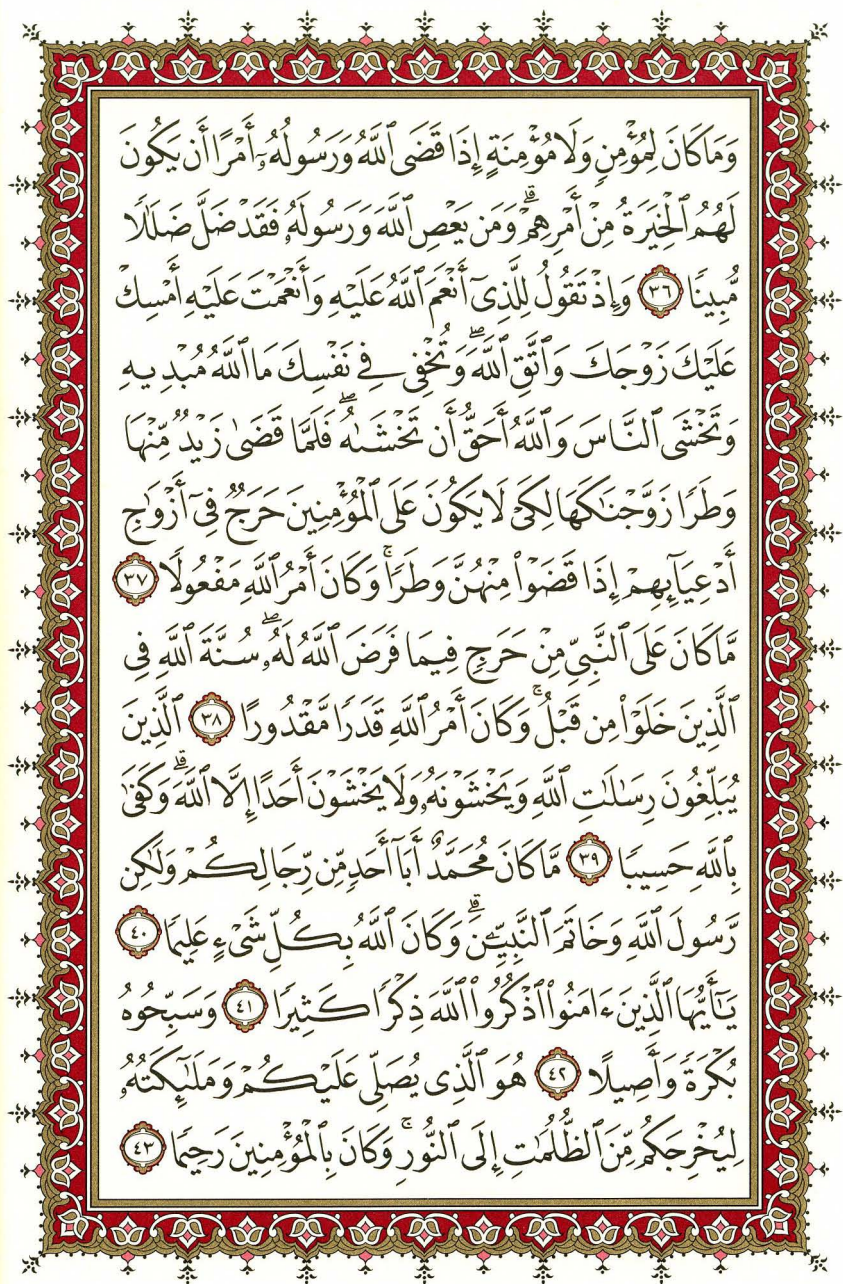 وَمَا كَانَ لِمُؤْمِنٍ وَلَا مُؤْمِنَةٍ إِذَا قَضَى ٱللَّهُ وَرَسُولُهُۥٓ أَمْرًا أَن يَكُونَ
لَهُمُ ٱلْخِيَرَةُ مِنْ أَمْرِهِمْ ۗ وَمَن يَعْصِ ٱللَّهَ وَرَسُولَهُۥ فَقَدْ ضَلَّ ضَلَٰلًا
مُّبِينًا ٣٦ وَإِذْ تَقُولُ لِلَّذِىٓ أَنْعَمَ ٱللَّهُ عَلَيْهِ وَأَنْعَمْتَ عَلَيْهِ أَمْسِكْ
عَلَيْكَ زَوْجَكَ وَٱتَّقِ ٱللَّهَ ۖ وَتُخْفِى فِى نَفْسِكَ مَا ٱللَّهُ مُبْدِيهِ
وَتَخْشَى ٱلنَّاسَ وَٱللَّهُ أَحَقُّ أَن تَخْشَىٰهُ ۖ فَلَمَّا قَضَىٰ زَيْدٌ مِّنْهَا
وَطَرًا زَوَّجْنَٰكَهَا لِكَىْ لَا يَكُونَ عَلَى ٱلْمُؤْمِنِينَ حَرَجٌ فِىٓ أَزْوَٰجِ
أَدْعِيَآئِهِمْ إِذَا قَضَوْا۟ مِنْهُنَّ وَطَرًا ۚ وَكَانَ أَمْرُ ٱللَّهِ مَفْعُولًا ٣٧
مَّا كَانَ عَلَى ٱلنَّبِىِّ مِنْ حَرَجٍ فِيمَا فَرَضَ ٱللَّهُ لَهُۥ ۖ سُنَّةَ ٱللَّهِ فِى
ٱلَّذِينَ خَلَوْا۟ مِن قَبْلُ ۚ وَكَانَ أَمْرُ ٱللَّهِ قَدَرًا مَّقْدُورًا ٣٨ ٱلَّذِينَ
يُبَلِّغُونَ رِسَٰلَٰتِ ٱللَّهِ وَيَخْشَوْنَهُۥ وَلَا يَخْشَوْنَ أَحَدًا إِلَّا ٱللَّهَ ۗ وَكَفَىٰ
بِٱللَّهِ حَسِيبًا ٣٩ مَّا كَانَ مُحَمَّدٌ أَبَآ أَحَدٍ مِّن رِّجَالِكُمْ وَلَٰكِن
رَّسُولَ ٱللَّهِ وَخَاتَمَ ٱلنَّبِيِّۦنَ ۗ وَكَانَ ٱللَّهُ بِكُلِّ شَىْءٍ عَلِيمًا ٤٠
يَٰٓأَيُّهَا ٱلَّذِينَ ءَامَنُوا۟ ٱذْكُرُوا۟ ٱللَّهَ ذِكْرًا كَثِيرًا ٤١ وَسَبِّحُوهُ
بُكْرَةً وَأَصِيلًا ٤٢ هُوَ ٱلَّذِى يُصَلِّى عَلَيْكُمْ وَمَلَٰٓئِكَتُهُۥ
لِيُخْرِجَكُم مِّنَ ٱلظُّلُمَٰتِ إِلَى ٱلنُّورِ ۚ وَكَانَ بِٱلْمُؤْمِنِينَ رَحِيمًا ٤٣